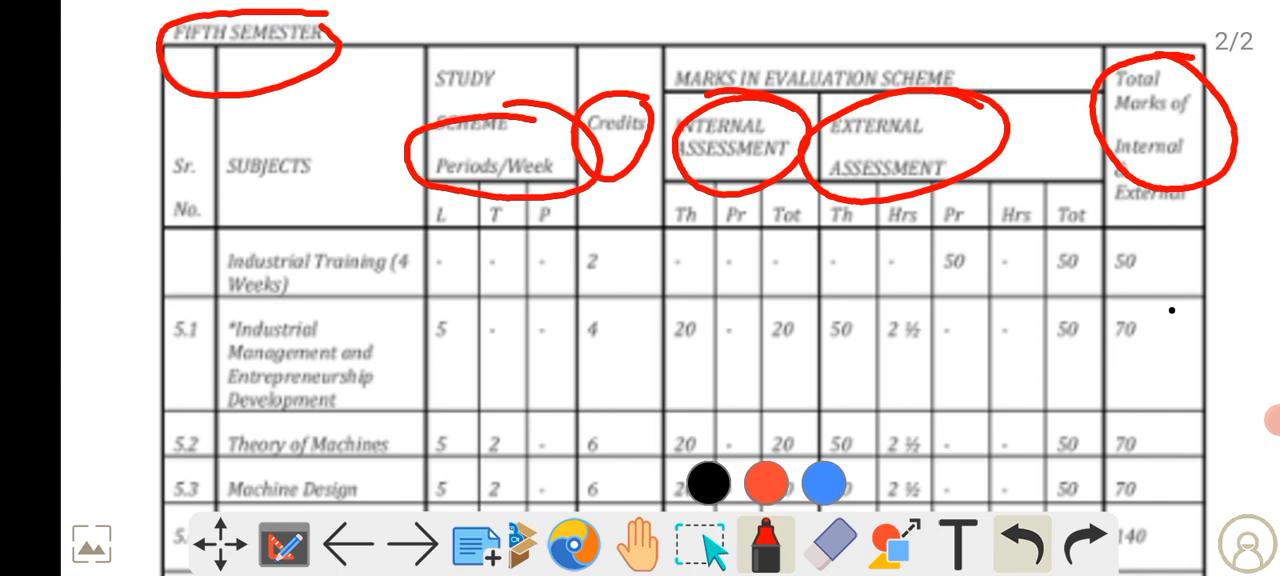 FIFTH SEMESTER
2/2
STUDY
SCHEME
Periods/Week
Credits
MARKS IN EVALUATION SCHEME
INTERNAL
ASSESSMENT
EXTERNAL
ASSESSMENT
Total
Marks of
Internal
&
External
Sr.
No.
SUBJECTS
L T P Th Pr Tot Th Hrs Pr Hrs Tot
Industrial Training (4
Weeks)
- - - 2 - - - - - 50 - 50 50
5.1 *Industrial
Management and
Entrepreneurship
Development
5 - - 4 20 - 20 50 2 ½ - - 50 70
5.2 Theory of Machines 5 2 - 6 20 - 20 50 2 ½ - - 50 70
5.3 Machine Design 5 2 - 6 2 ½ - - 50 70
140
T